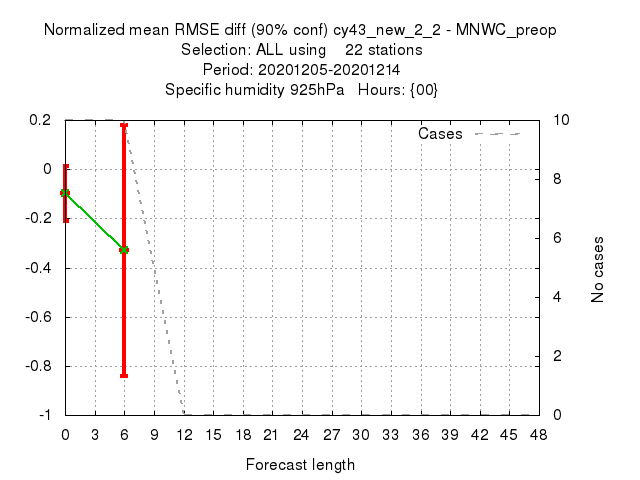 Normalized mean RMSE diff (90% conf) cy43_new_2_2 - MNWC_preop
Selection: ALL using 22 stations
Period: 20201205-20201214
Specific humidity 925hPa Hours: {00}
Cases
0.2
0
-0.2
-0.4
-0.6
-0.8
-1
10
8
6
4
2
0
No cases
0 3 6 9 12 15 18 21 24 27 30 33 36 39 42 45 48
Forecast length